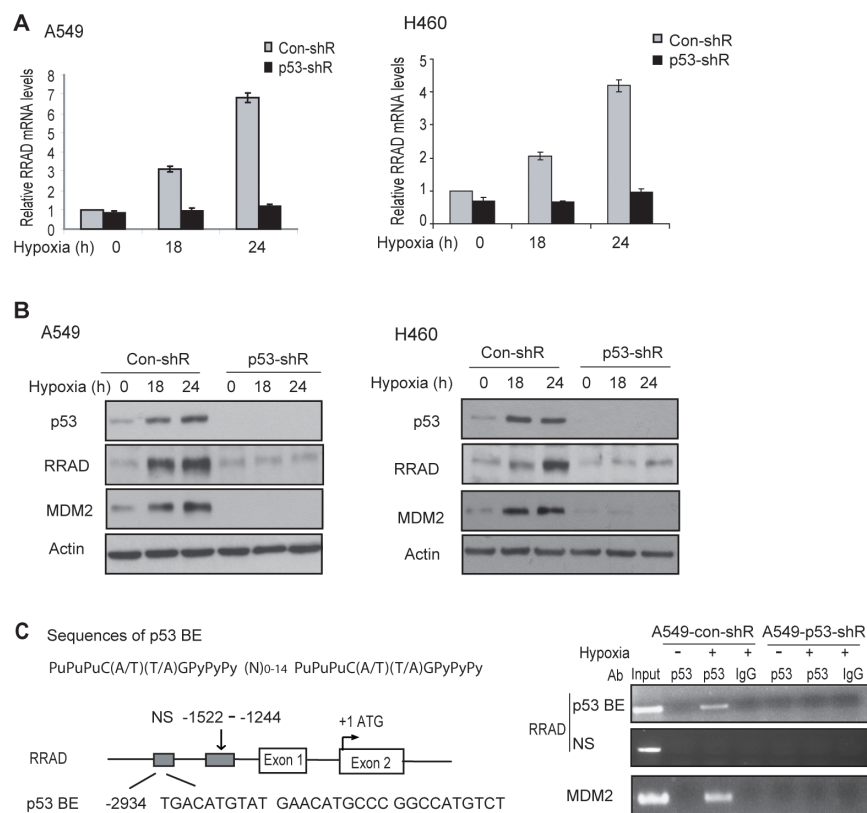 A
A549
Con-shR
p53-shR
Relative RRAD mRNA levels
8
7
6
5
4
3
2
1
0
Hypoxia (h) 0 18 24
H460
Con-shR
p53-shR
Relative RRAD mRNA levels
5
4
3
2
1
0
Hypoxia (h) 0 18 24
B
A549
Con-shR p53-shR
Hypoxia (h) 0 18 24 0 18 24
p53
RRAD
MDM2
Actin
H460
Con-shR p53-shR
Hypoxia (h) 0 18 24 0 18 24
p53
RRAD
MDM2
Actin
C
Sequences of p53 BE
PuPuPuC(A/T)(T/A)GPyPyPy (N)0-14 PuPuPuC(A/T)(T/A)GPyPyPy
NS -1522 - -1244
+1 ATG
RRAD Exon 1 Exon 2
p53 BE -2934 TGACATGTAT GAACATGCCC GGCCATGTCT
A549-con-shR A549-p53-shR
Hypoxia - + + - + +
Ab Input p53 p53 IgG p53 p53 IgG
RRAD
p53 BE
NS
MDM2